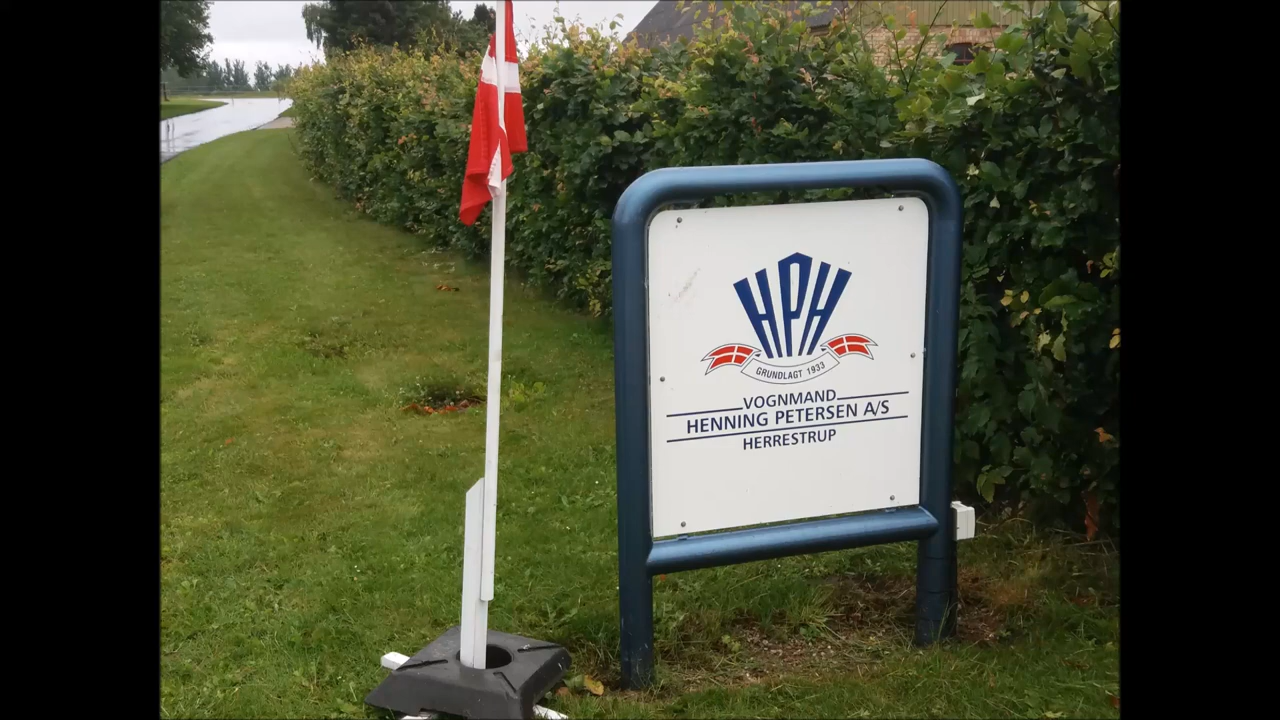 HPH
GRUNDLAGT 1933
VOGNMAND
HENNING PETERSEN A/S
HERRESTRUP